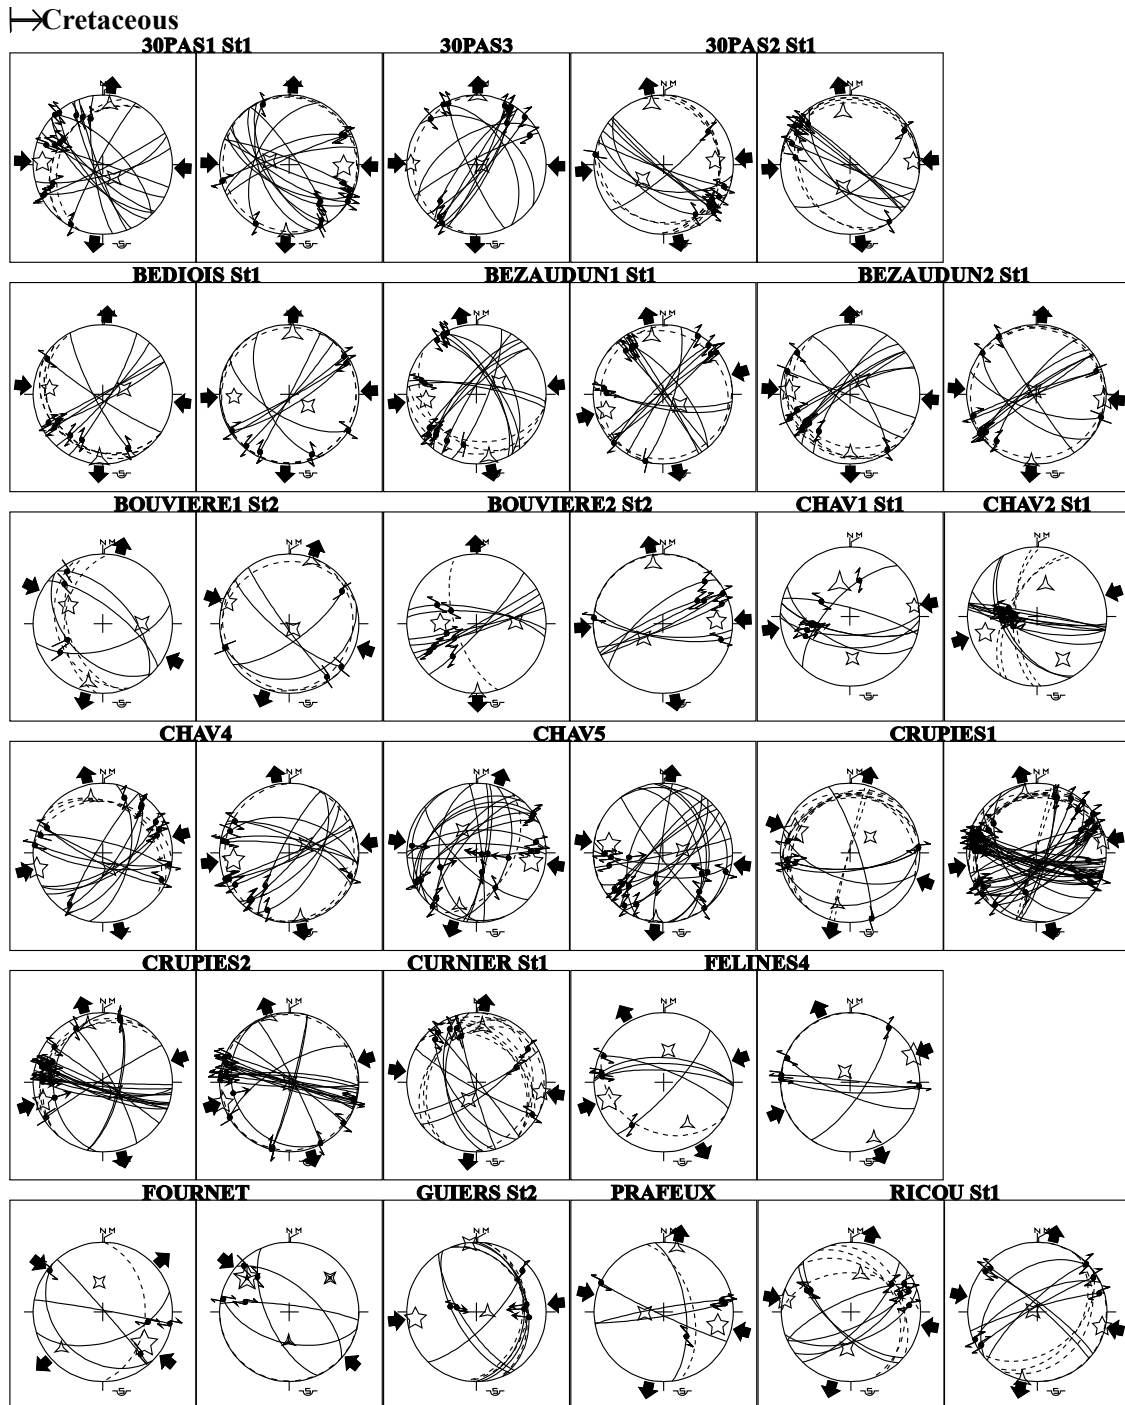 Cretaceous
30PAS1 St1 30PAS3 30PAS2 St1
BEDIOIS St1 BEZAUDUN1 St1 BEZAUDUN2 St1
BOUVIERE1 St2 BOUVIERE2 St2 CHAV1 St1 CHAV2 St1
CHAV4 CHAV5 CRUPIES1
CRUPIES2 CURNIER St1 FELINES4
FOURNET GUIERS St2 PRAFEUX RICOU St1